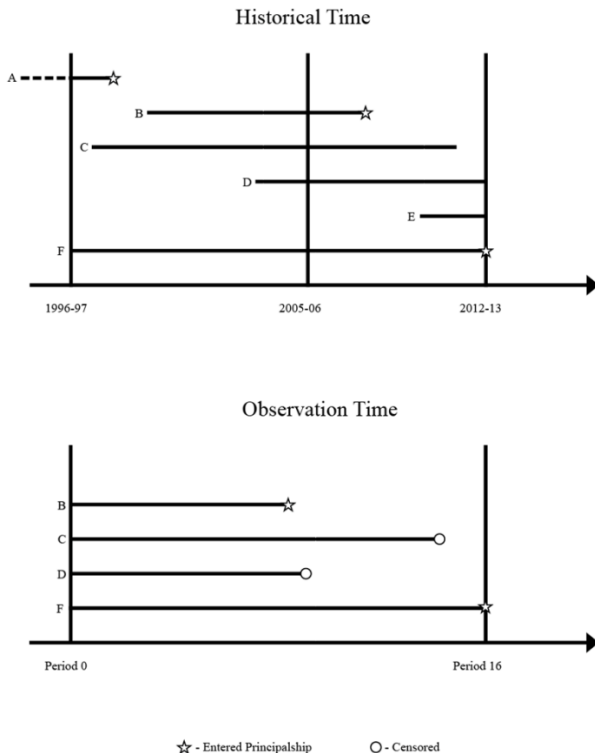 Historical Time
A
B
C
D
E
F
1996-97 2005-06 2012-13
Observation Time
B
C
D
F
Period 0 Period 16
- Entered Principalship - Censored